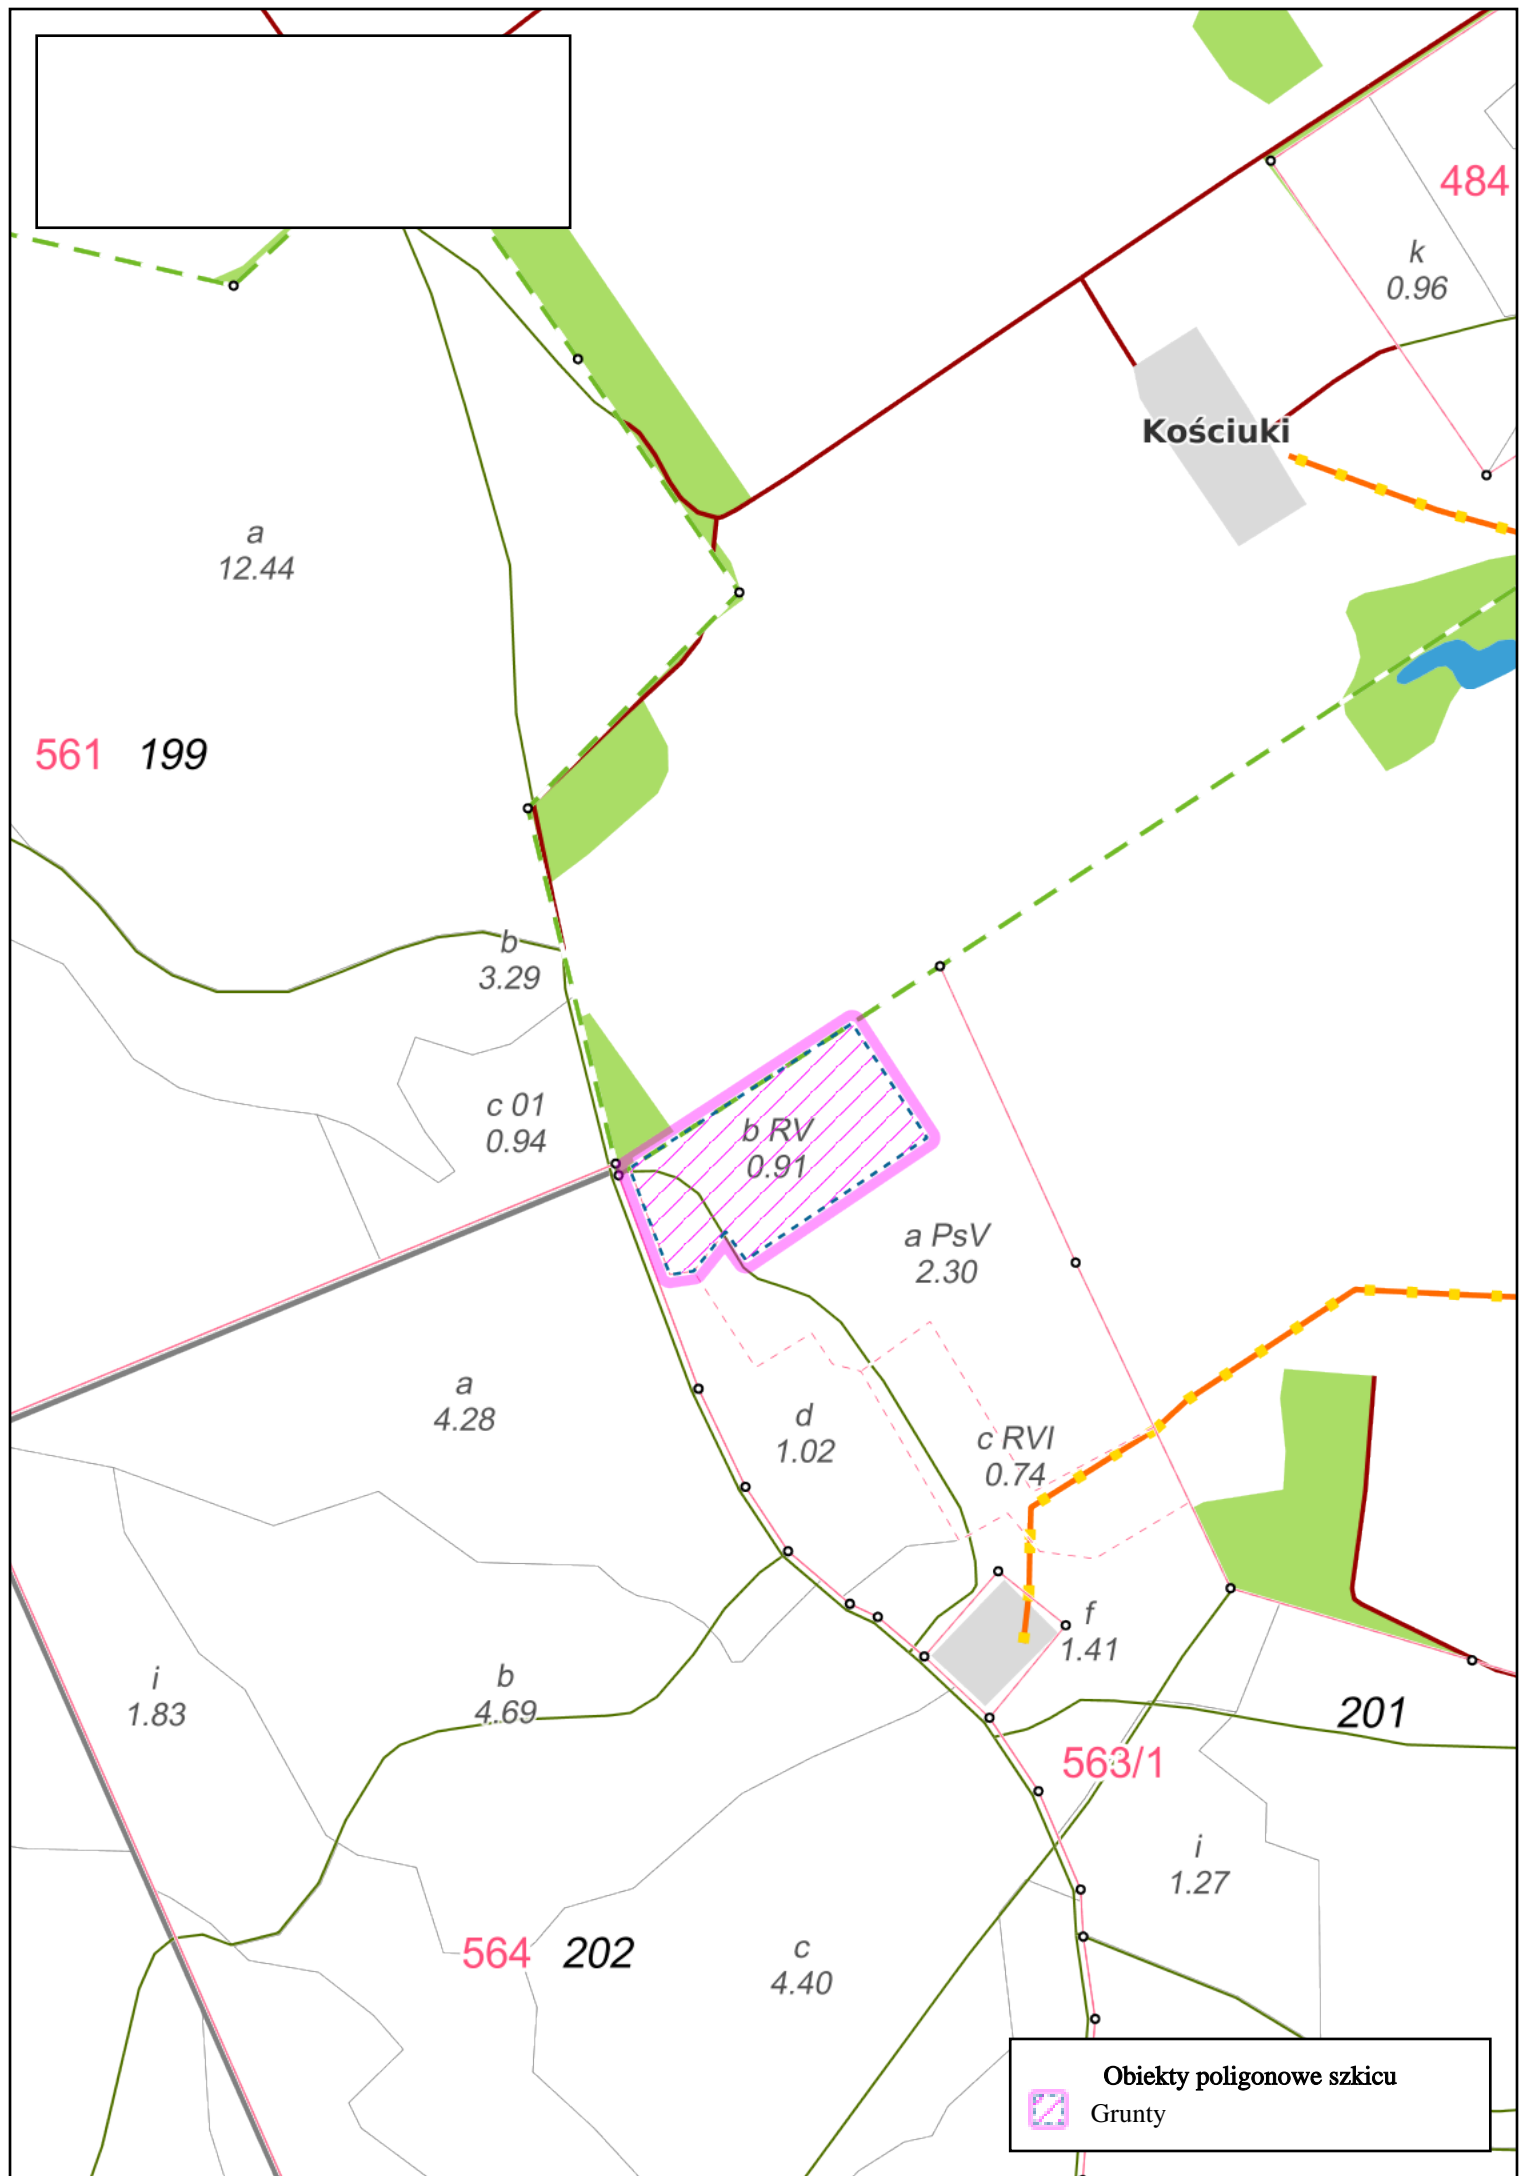 484
k
0.96
Kościuki
a
12.44
561 199
b
3.29
c 01
0.94
b RV
0.91
a PsV
2.30
a
4.28
d
1.02
c RVI
0.74
f
1.41
i
1.83
b
4.69
201
563/1
i
1.27
564 202
c
4.40
Obiekty poligonowe szkicu
Grunty